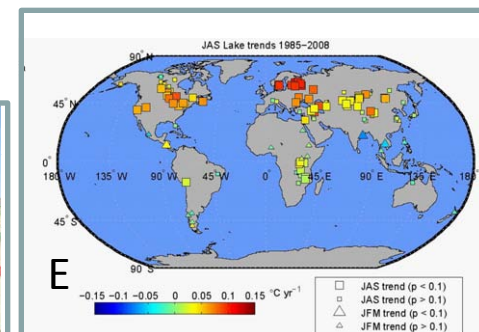 JAS Lake trends 1985-2008
90°N
45°N
0°
180°W 135°W 90°W 45°W 0° 45°E 90°E 135°E 180°E
45°S
90°S
E
°C yr⁻¹
−0.15 −0.1 −0.05 0 0.05 0.1 0.15
JAS trend (p < 0.1)
JAS trend (p > 0.1)
JFM trend (p < 0.1)
JFM trend (p > 0.1)